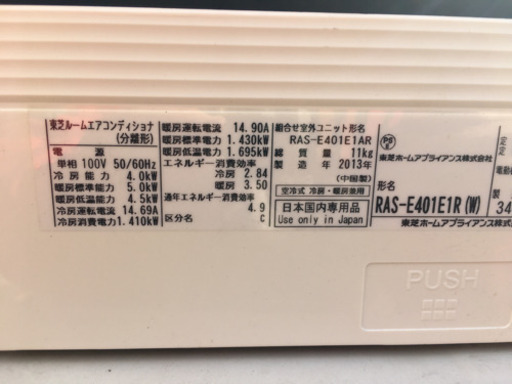 東芝ルームエアコンディショナ
(分離形)
電源
単相 100V 50/60Hz
冷房能力 4.0kW
暖房標準能力 5.0kW
暖房低温能力 4.5kW
冷房運転電流 14.69A
冷房消費電力 1.410kW
暖房運転電流 14.90A
暖房標準電力 1.430kW
暖房低温電力 1.695kW
エネルギー消費効率
冷房 2.84
暖房 3.50
通年エネルギー消費効率
4.9
区分名 C
組合せ室外ユニット形名
RAS-E401E1AR
総質量 11kg
製造 2013年
(中国製)
空冷式 冷房・暖房兼用
日本国内専用品
Use only in Japan
PSE
東芝ホームアプライアンス株式会社
形名
RAS-E401E1R(W)
東芝ホームアプライアンス株式
電動
製
34
PUSH